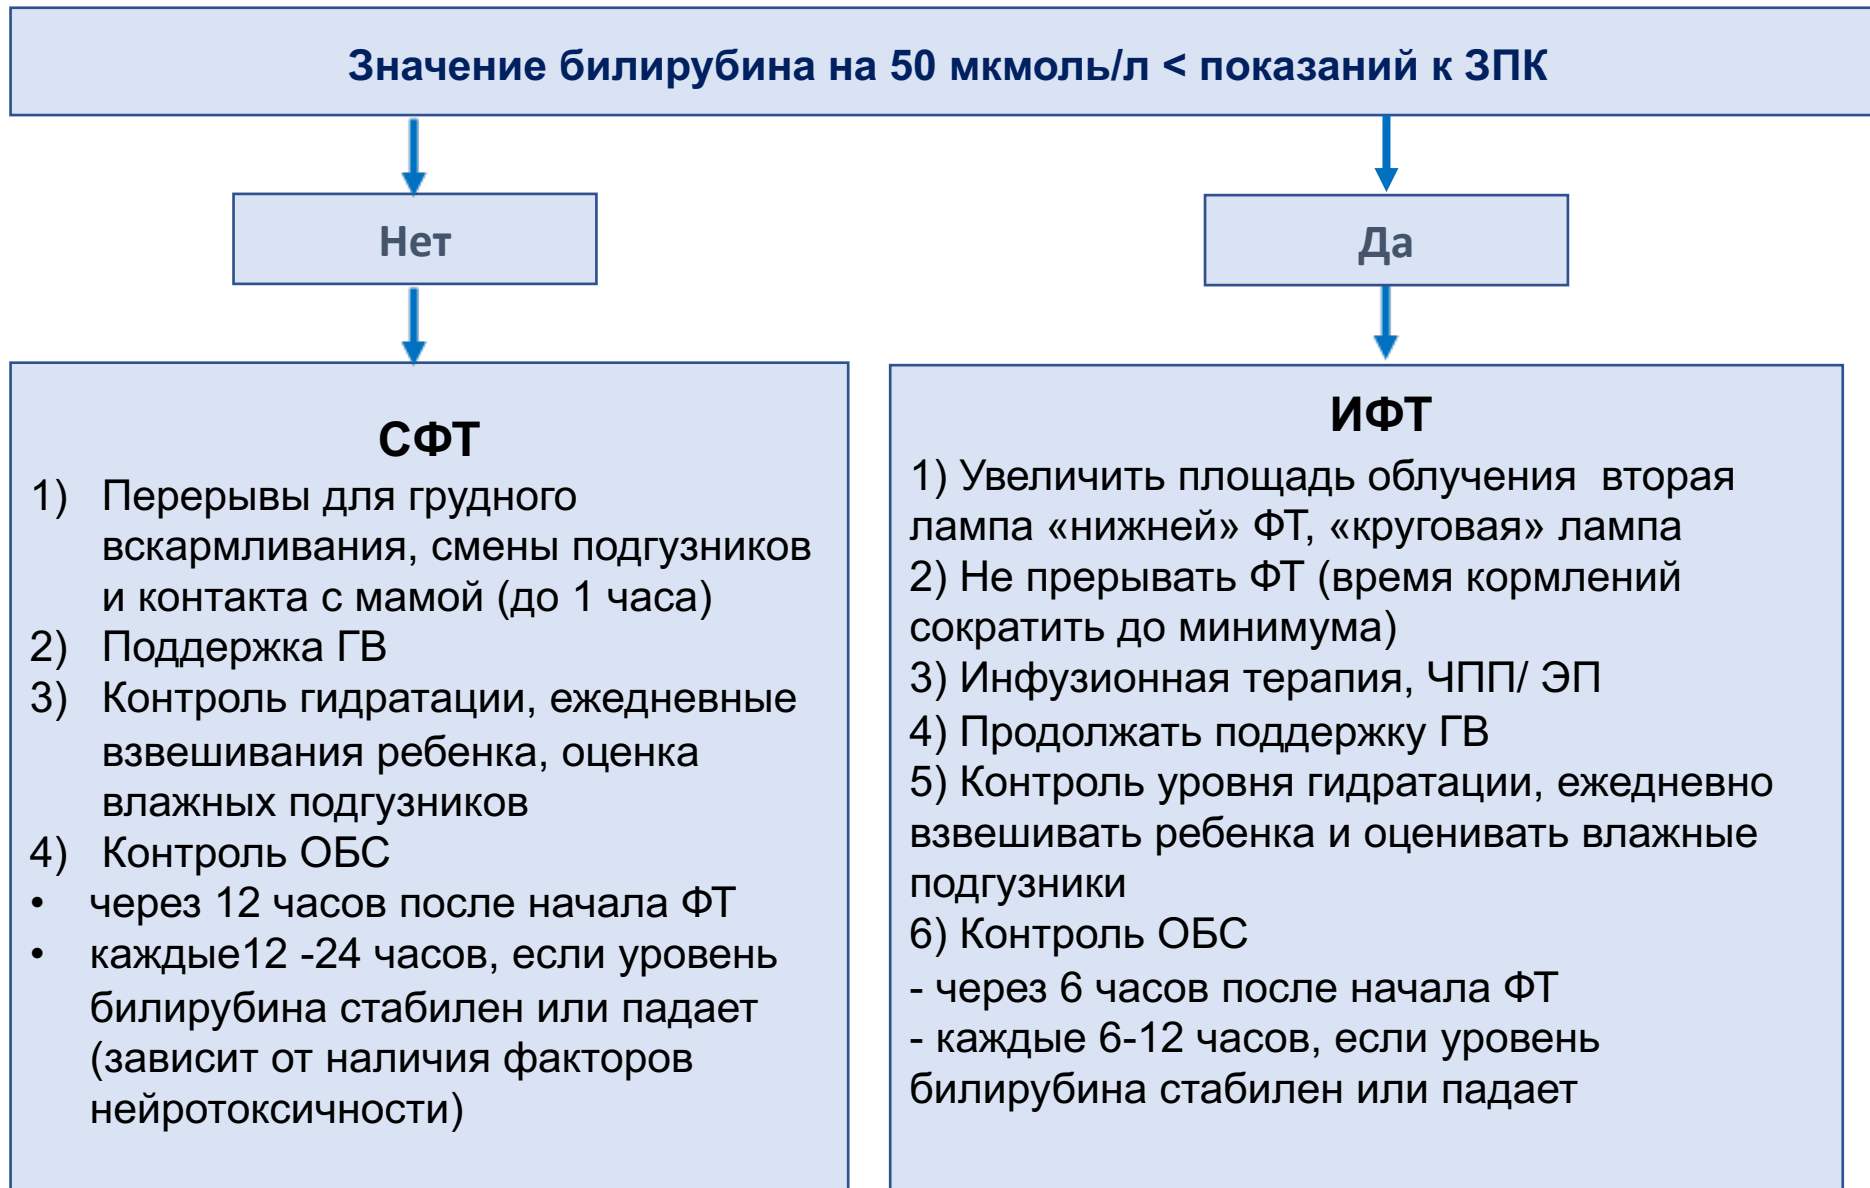 Значение билирубина на 50 мкмоль/л < показаний к ЗПК
Нет
Да
СФТ
1) Перерывы для грудного
вскармливания, смены подгузников
и контакта с мамой (до 1 часа)
2) Поддержка ГВ
3) Контроль гидратации, ежедневные
взвешивания ребенка, оценка
влажных подгузников
4) Контроль ОБС
• через 12 часов после начала ФТ
• каждые12 -24 часов, если уровень
билирубина стабилен или падает
(зависит от наличия факторов
нейротоксичности)
ИФТ
1) Увеличить площадь облучения вторая
лампа «нижней» ФТ, «круговая» лампа
2) Не прерывать ФТ (время кормлений
сократить до минимума)
3) Инфузионная терапия, ЧПП/ ЭП
4) Продолжать поддержку ГВ
5) Контроль уровня гидратации, ежедневно
взвешивать ребенка и оценивать влажные
подгузники
6) Контроль ОБС
- через 6 часов после начала ФТ
- каждые 6-12 часов, если уровень
билирубина стабилен или падает